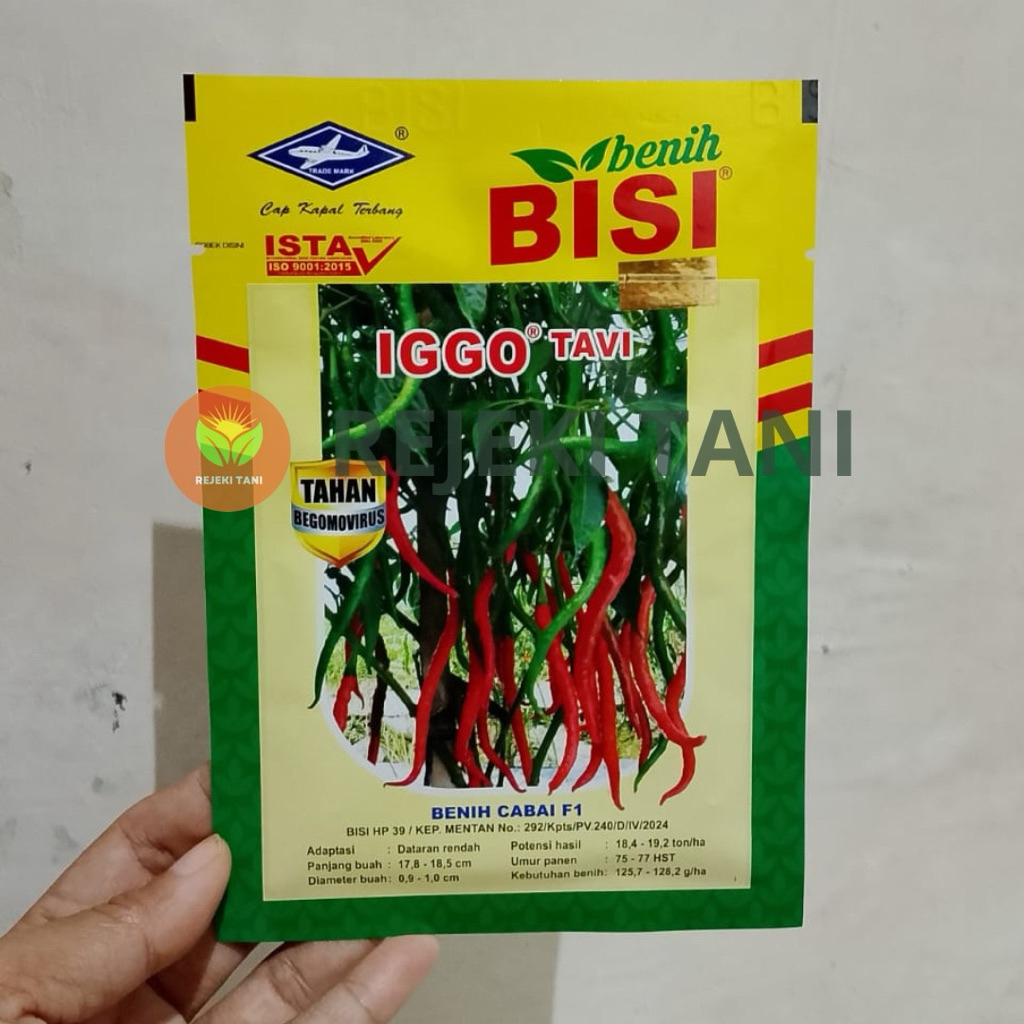 TRADE MARK
®
Cap Kapal Terbang
benih
BISI®
SOBEK DISINI
ISTA
ISO 9001:2015
IGGO® TAVI
REJEKI TANI
REJEKI TANI
TAHAN
BEGOMOVIRUS
BENIH CABAI F1
BISI HP 39 / KEP. MENTAN No.: 292/Kpts/PV.240/D/IV/2024
Adaptasi : Dataran rendah
Panjang buah : 17,8 - 18,5 cm
Diameter buah: 0,9 - 1,0 cm
Potensi hasil : 18,4 - 19,2 ton/ha
Umur panen : 75 - 77 HST
Kebutuhan benih: 125,7 - 128,2 g/ha